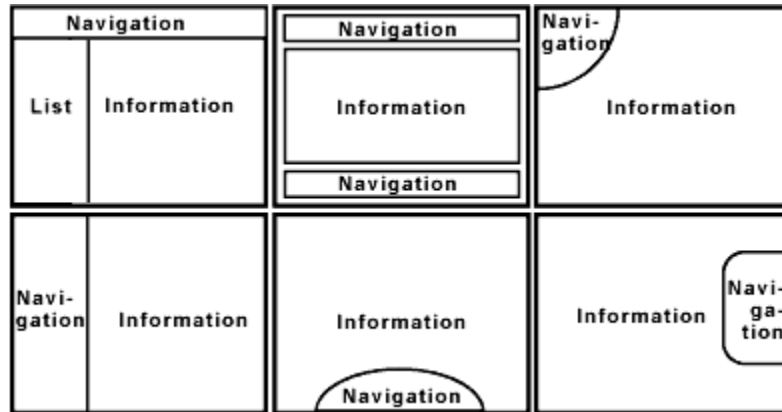 Navigation
List
Information
Navigation
Information
Navigation
Navi-
gation
Information
Navi-
gation
Information
Information
Navigation
Information
Navi-
ga-
tion